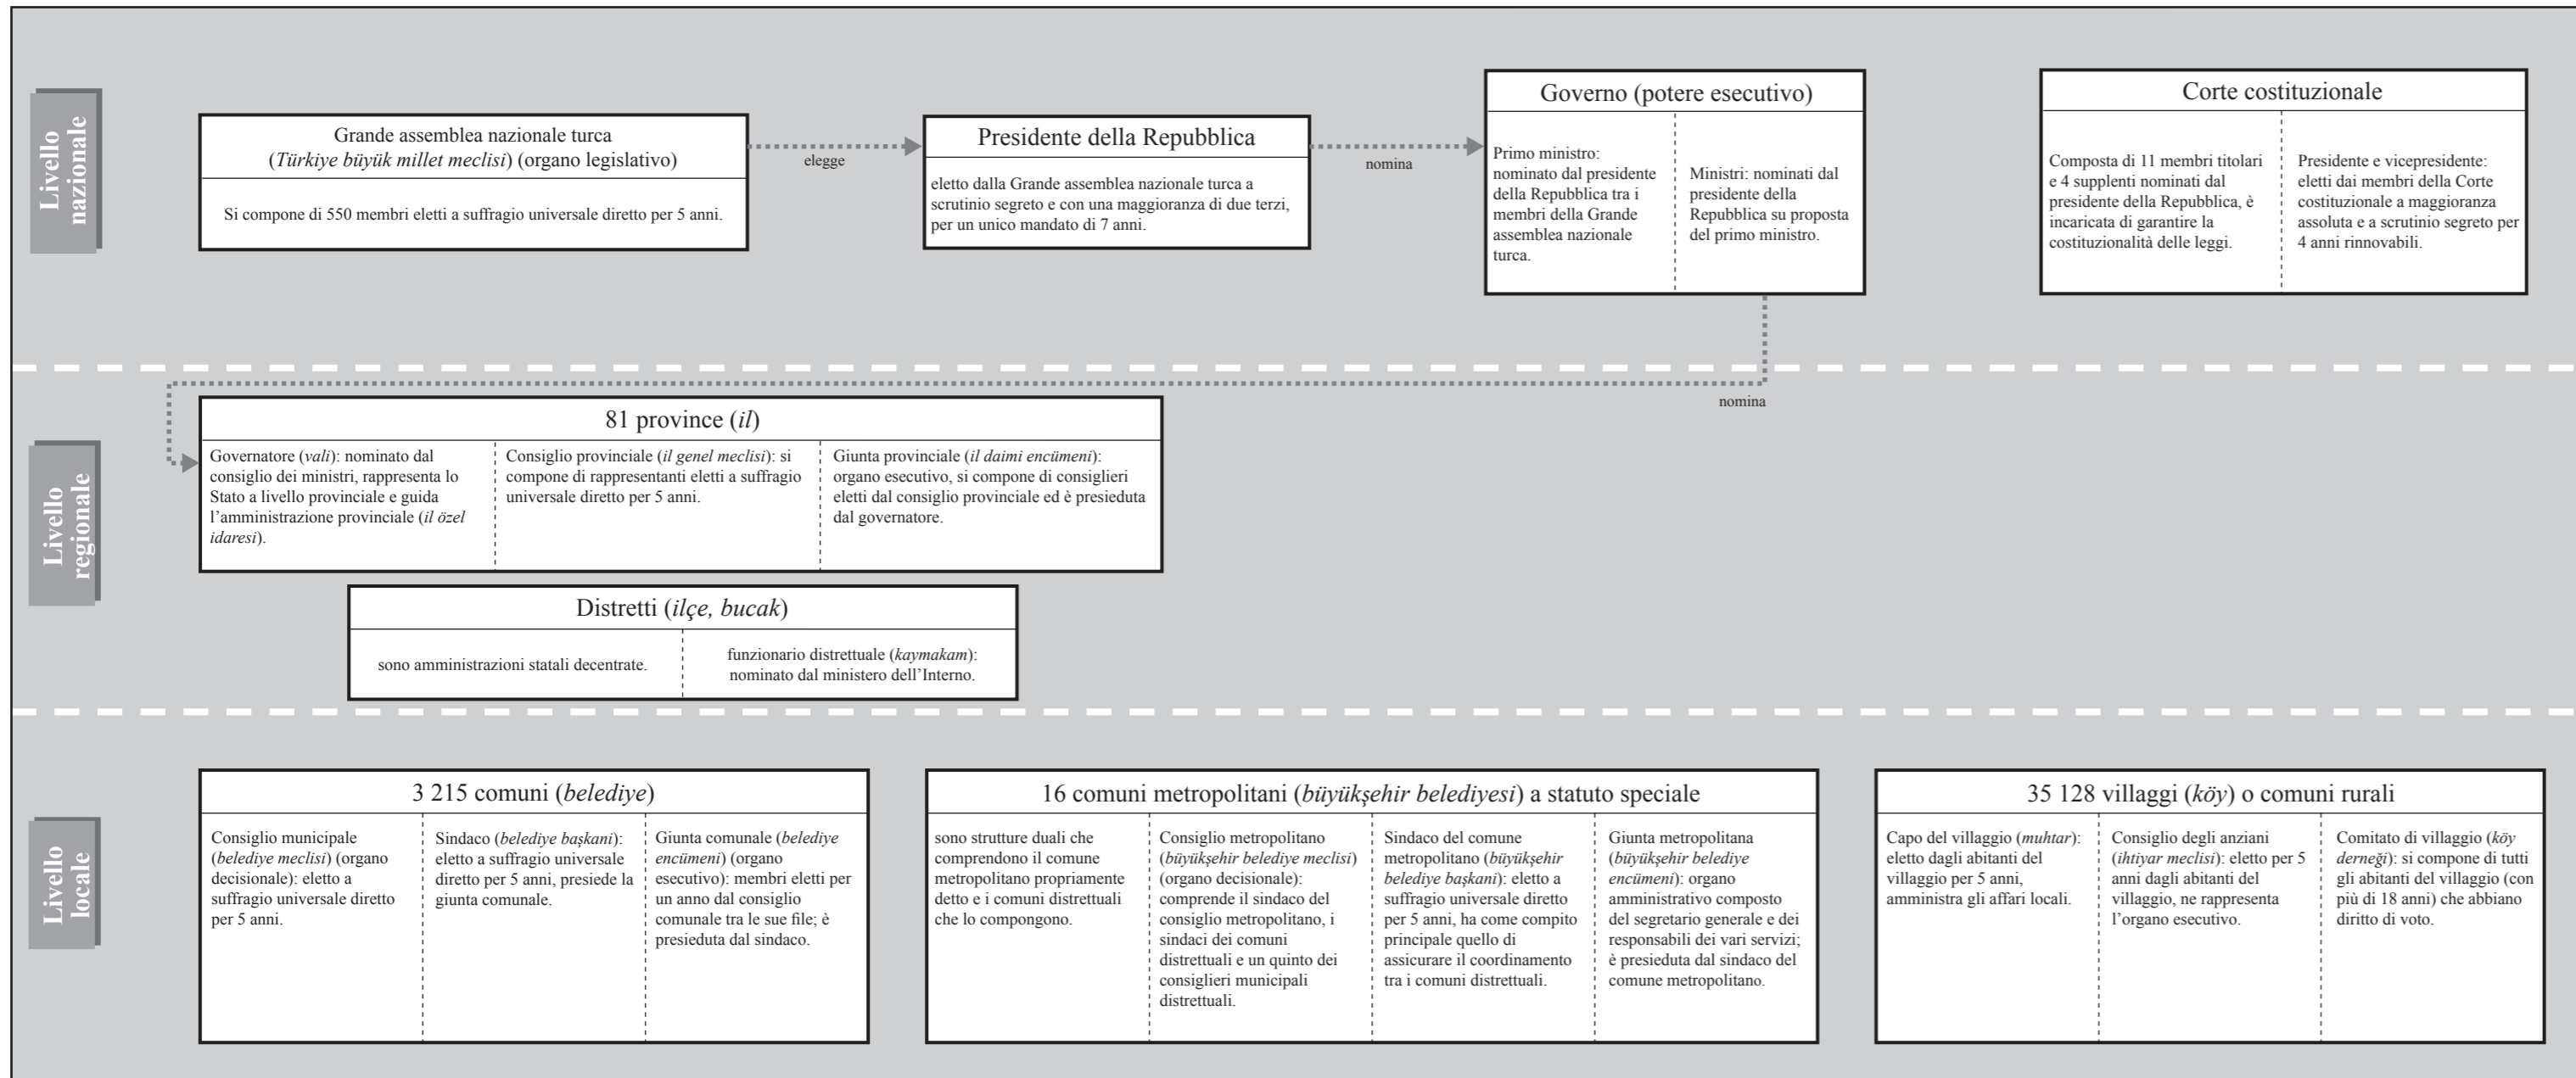 Livello
nazionale
Grande assemblea nazionale turca
(Türkiye büyük millet meclisi) (organo legislativo)
Si compone di 550 membri eletti a suffragio universale diretto per 5 anni.
elegge
Presidente della Repubblica
eletto dalla Grande assemblea nazionale turca a
scrutinio segreto e con una maggioranza di due terzi,
per un unico mandato di 7 anni.
nomina
Governo (potere esecutivo)
Primo ministro:
nominato dal presidente
della Repubblica tra i
membri della Grande
assemblea nazionale
turca.
Ministri: nominati dal
presidente della
Repubblica su proposta
del primo ministro.
Corte costituzionale
Composta di 11 membri titolari
e 4 supplenti nominati dal
presidente della Repubblica, è
incaricata di garantire la
costituzionalità delle leggi.
Presidente e vicepresidente:
eletti dai membri della Corte
costituzionale a maggioranza
assoluta e a scrutinio segreto per
4 anni rinnovabili.
nomina
Livello
regionale
81 province (il)
Governatore (vali): nominato dal
consiglio dei ministri, rappresenta lo
Stato a livello provinciale e guida
l’amministrazione provinciale (il özel
idaresi).
Consiglio provinciale (il genel meclisi): si
compone di rappresentanti eletti a suffragio
universale diretto per 5 anni.
Giunta provinciale (il daimi encümeni):
organo esecutivo, si compone di consiglieri
eletti dal consiglio provinciale ed è presieduta
dal governatore.
Distretti (ilçe, bucak)
sono amministrazioni statali decentrate.
funzionario distrettuale (kaymakam):
nominato dal ministero dell’Interno.
Livello
locale
3 215 comuni (belediye)
Consiglio municipale
(belediye meclisi) (organo
decisionale): eletto a
suffragio universale diretto
per 5 anni.
Sindaco (belediye başkani):
eletto a suffragio universale
diretto per 5 anni, presiede la
giunta comunale.
Giunta comunale (belediye
encümeni) (organo
esecutivo): membri eletti per
un anno dal consiglio
comunale tra le sue file; è
presieduta dal sindaco.
16 comuni metropolitani (büyükşehir belediyesi) a statuto speciale
sono strutture duali che
comprendono il comune
metropolitano propriamente
detto e i comuni distrettuali
che lo compongono.
Consiglio metropolitano
(büyükşehir belediye meclisi)
(organo decisionale):
comprende il sindaco del
consiglio metropolitano, i
sindaci dei comuni
distrettuali e un quinto dei
consiglieri municipali
distrettuali.
Sindaco del comune
metropolitano (büyükşehir
belediye başkani): eletto a
suffragio universale diretto
per 5 anni, ha come compito
principale quello di
assicurare il coordinamento
tra i comuni distrettuali.
Giunta metropolitana
(büyükşehir belediye
encümeni): organo
amministrativo composto
del segretario generale e dei
responsabili dei vari servizi;
è presieduta dal sindaco del
comune metropolitano.
35 128 villaggi (köy) o comuni rurali
Capo del villaggio (muhtar):
eletto dagli abitanti del
villaggio per 5 anni,
amministra gli affari locali.
Consiglio degli anziani
(ihtiyar meclisi): eletto per 5
anni dagli abitanti del
villaggio, ne rappresenta
l’organo esecutivo.
Comitato di villaggio (köy
derneği): si compone di tutti
gli abitanti del villaggio (con
più di 18 anni) che abbiano
diritto di voto.